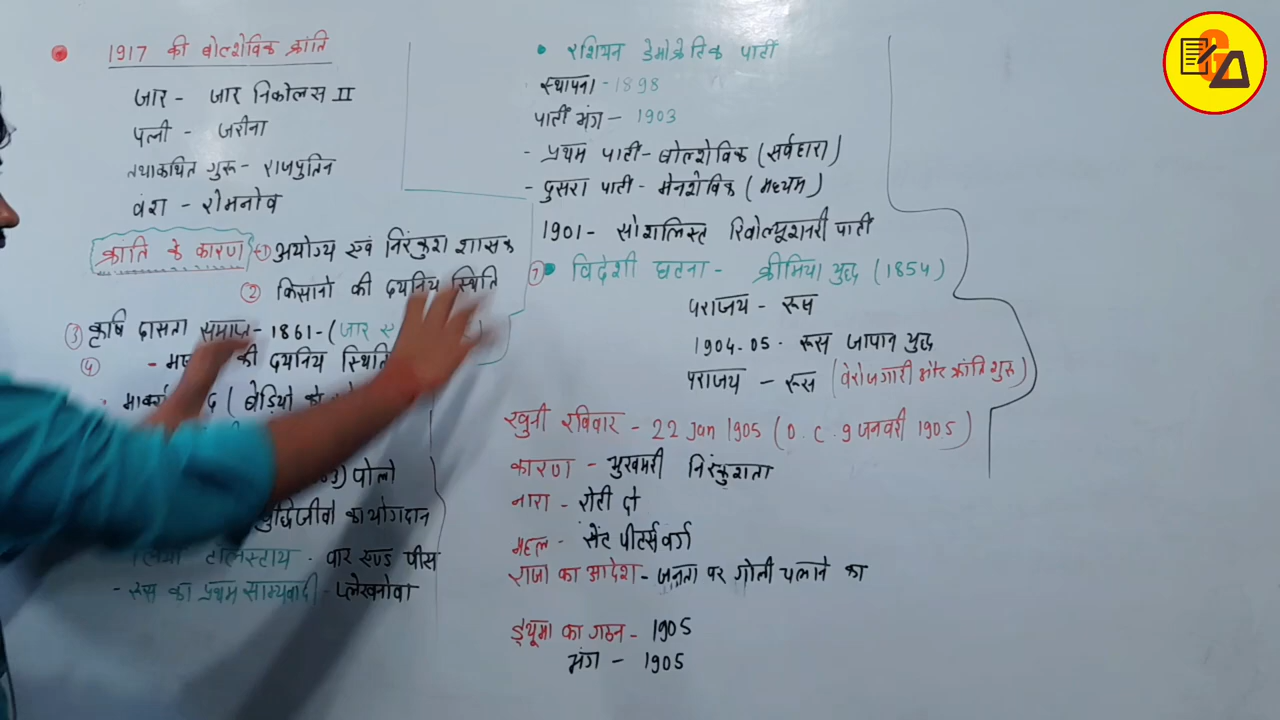 1917 की बोल्शेविक क्रांति
जार - जार निकोलस II
पत्नी - जरीना
तथाकथित गुरू - राजपुतिन
वंश - रोमनोव
क्रांति के कारण ① अयोज्य एवं निरंकुश शासक
② किसानो की दयनिय स्थिति
③ कृषि दासता समाप्त - 1861 - (जार
④ - की दयनिय स्थिति
पोलो
का योगदान
टॉलस्टाय - वार एण्ड पीस
- रूस का प्रथम साम्यवादी - प्लेखनोवा
• रशियन डेमोक्रेटिक पार्टी
स्थापना - 1898
पार्टी भंग - 1903
- प्रथम पार्टी - बोल्शेविक (सर्वहारा)
- दुसरा पार्टी - मेनशेविक (मध्यम)
1901 - सोशलिस्ट रिवोल्यूशनरी पार्टी
⑦ • विदेशी घटना - क्रीमिया युद्ध (1854)
पराजय - रूस
1904-05 - रूस जापान युद्ध
पराजय - रूस (बेरोजगारी और क्रांति शुरू)
खुनी रविवार - 22 Jan 1905 (O.C. 9 जनवरी 1905)
कारण - भुखमरी निरंकुशता
नारा - रोटी दो
महल - सेंट पीटर्सबर्ग
राजा का आदेश - जनता पर गोली चलाने का
ड्यूमा का गठन - 1905
भंग - 1905